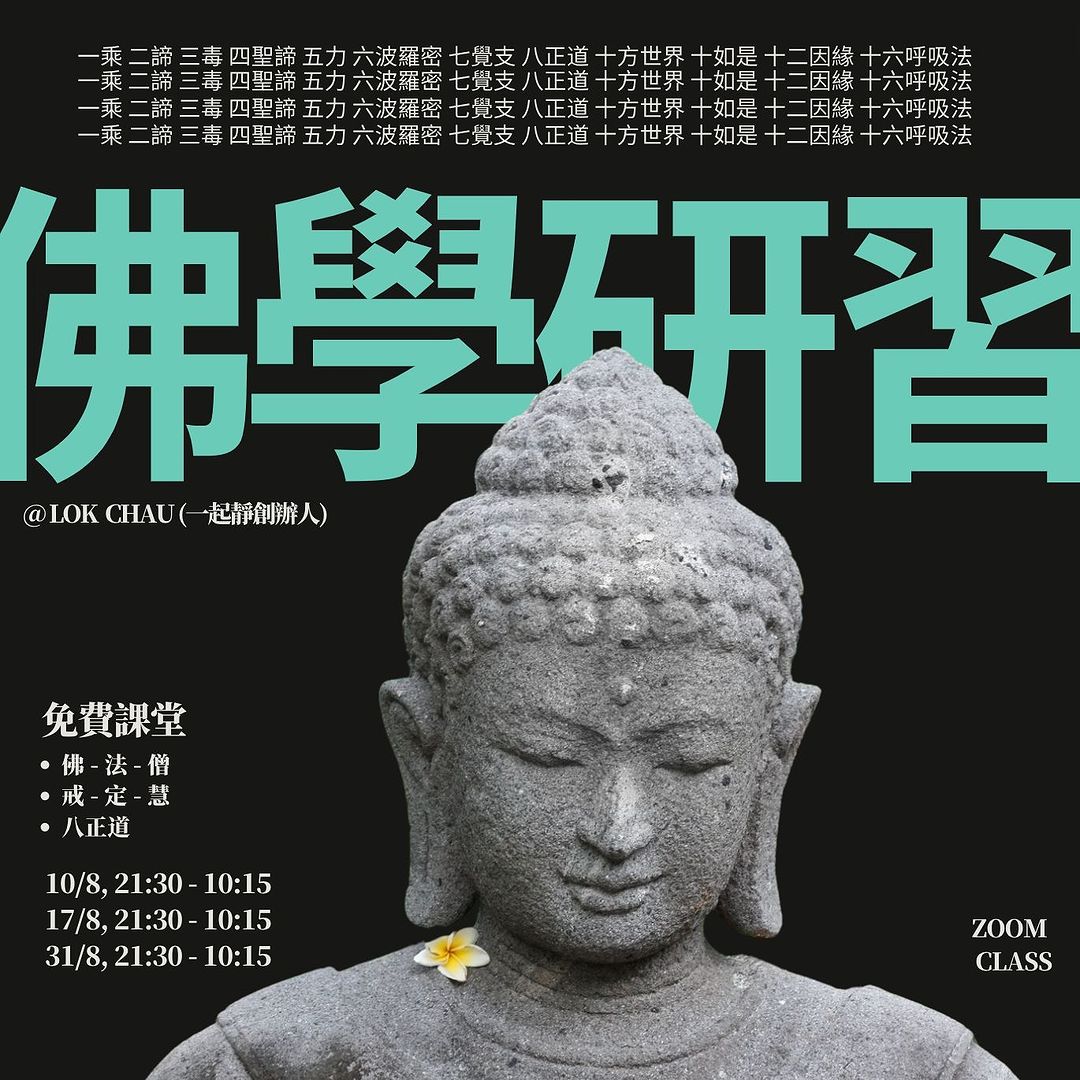 一乘 二諦 三毒 四聖諦 五力 六波羅密 七覺支 八正道 十方世界 十如是 十二因緣 十六呼吸法
一乘 二諦 三毒 四聖諦 五力 六波羅密 七覺支 八正道 十方世界 十如是 十二因緣 十六呼吸法
一乘 二諦 三毒 四聖諦 五力 六波羅密 七覺支 八正道 十方世界 十如是 十二因緣 十六呼吸法
一乘 二諦 三毒 四聖諦 五力 六波羅密 七覺支 八正道 十方世界 十如是 十二因緣 十六呼吸法
佛學研習
@ LOK CHAU (一起靜創辦人)
免費課堂
• 佛 - 法 - 僧
• 戒 - 定 - 慧
• 八正道
10/8, 21:30 - 10:15
17/8, 21:30 - 10:15
31/8, 21:30 - 10:15
ZOOM
CLASS